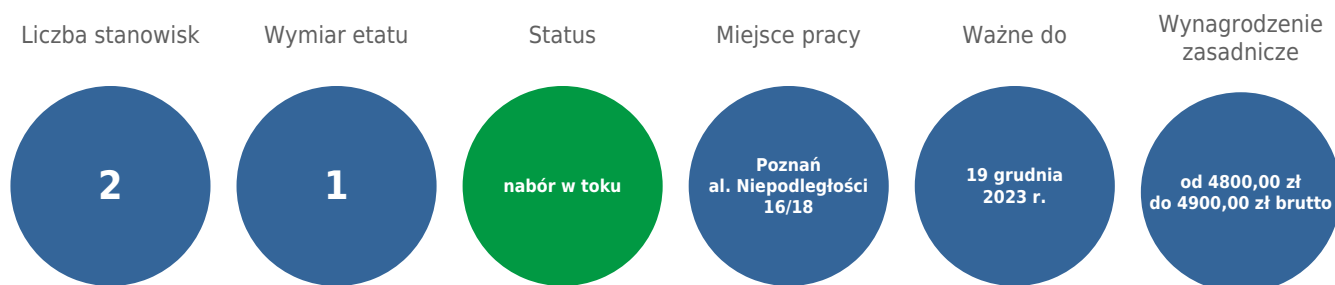 Liczba stanowisk
2
Wymiar etatu
1
Status
nabór w toku
Miejsce pracy
Poznań
al. Niepodległości
16/18
Ważne do
19 grudnia
2023 r.
Wynagrodzenie
zasadnicze
od 4800,00 zł
do 4900,00 zł brutto